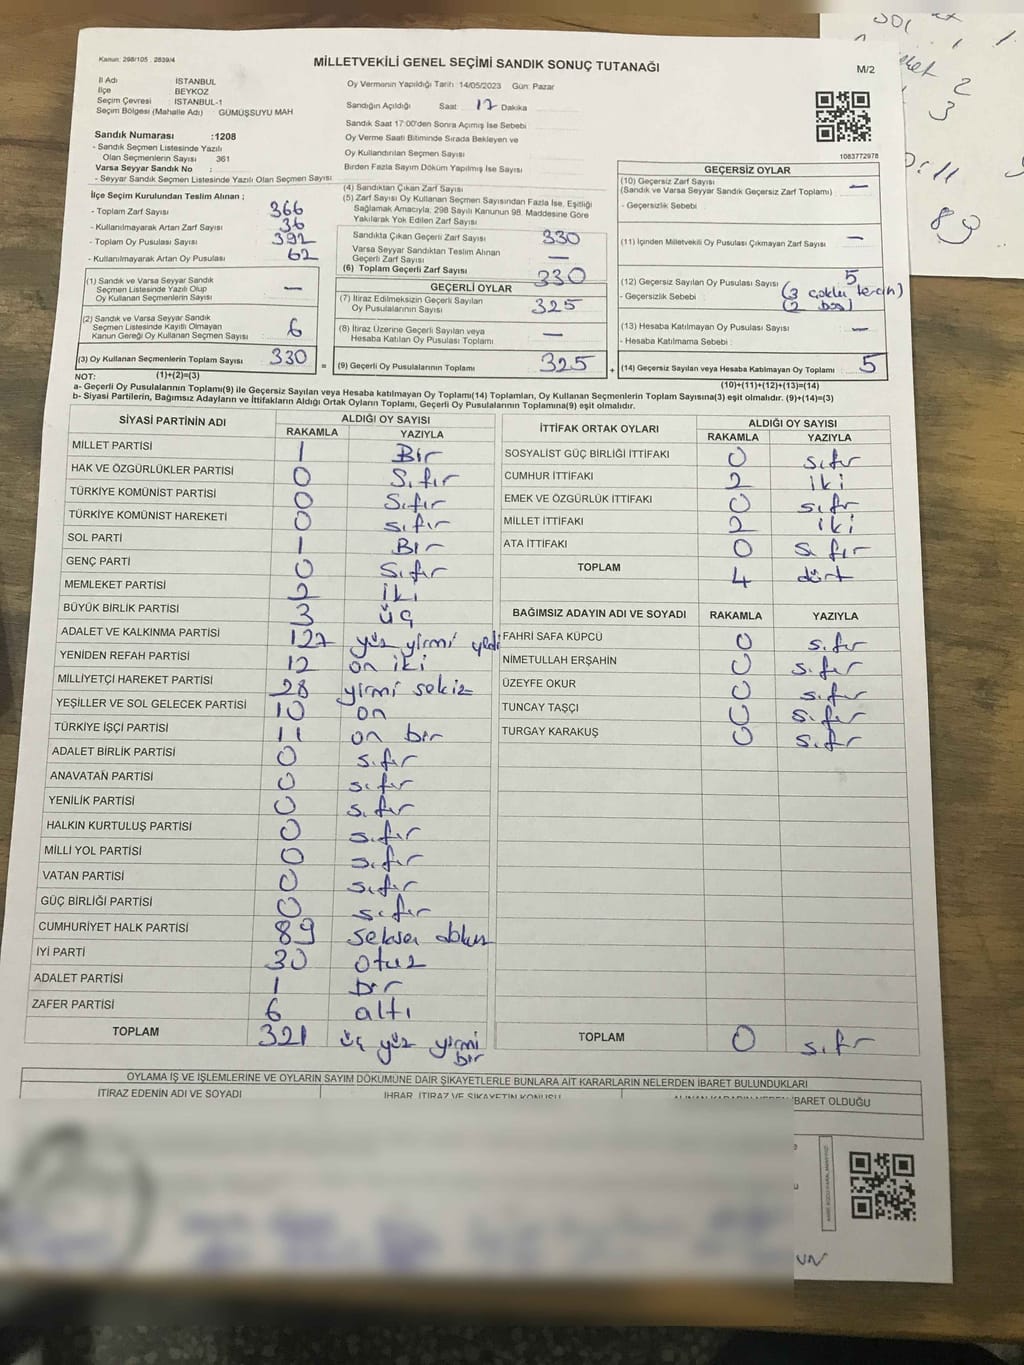 Kanun: 298/105 , 2839/4
MİLLETVEKİLİ GENEL SEÇİMİ SANDIK SONUÇ TUTANAĞI
M/2
İl Adı İSTANBUL
İlçe BEYKOZ
Seçim Çevresi İSTANBUL-1
Seçim Bölgesi (Mahalle Adı) GÜMÜŞSUYU MAH
Sandık Numarası :1208
- Sandık Seçmen Listesinde Yazılı
Olan Seçmenlerin Sayısı 361
Varsa Seyyar Sandık No :
- Seyyar Sandık Seçmen Listesinde Yazılı Olan Seçmen Sayısı:
İlçe Seçim Kurulundan Teslim Alınan ;
- Toplam Zarf Sayısı 366
- Kullanılmayarak Artan Zarf Sayısı 36
- Toplam Oy Pusulası Sayısı 392
- Kullanılmayarak Artan Oy Pusulası 62
(1) Sandık ve Varsa Seyyar Sandık
Seçmen Listesinde Yazılı Olup
Oy Kullanan Seçmenlerin Sayısı —
(2) Sandık ve Varsa Seyyar Sandık
Seçmen Listesinde Kayıtlı Olmayan
Kanun Gereği Oy Kullanan Seçmen Sayısı 6
(3) Oy Kullanan Seçmenlerin Toplam Sayısı 330
Oy Vermenin Yapıldığı Tarih :14/05/2023 Gün: Pazar
Sandığın Açıldığı Saat 17 Dakika
Sandık Saat 17:00'den Sonra Açılmış İse Sebebi
Oy Verme Saati Bitiminde Sırada Bekleyen ve
Oy Kullandırılan Seçmen Sayısı
Birden Fazla Sayım Döküm Yapılmış İse Sayısı
(4) Sandıktan Çıkan Zarf Sayısı
(5) Zarf Sayısı Oy Kullanan Seçmen Sayısından Fazla İse, Eşitliği
Sağlamak Amacıyla; 298 Sayılı Kanunun 98. Maddesine Göre
Yakılarak Yok Edilen Zarf Sayısı
Sandıkta Çıkan Geçerli Zarf Sayısı 330
Varsa Seyyar Sandıktan Teslim Alınan
Geçerli Zarf Sayısı —
(6) Toplam Geçerli Zarf Sayısı 330
GEÇERLİ OYLAR
(7) İtiraz Edilmeksizin Geçerli Sayılan
Oy Pusulalarının Sayısı 325
(8) İtiraz Üzerine Geçerli Sayılan veya
Hesaba Katılan Oy Pusulası Toplamı —
= (9) Geçerli Oy Pusulalarının Toplamı 325
1083772978
GEÇERSİZ OYLAR
(10) Geçersiz Zarf Sayısı
(Sandık ve Varsa Seyyar Sandık Geçersiz Zarf Toplamı) —
- Geçersizlik Sebebi
(11) İçinden Milletvekili Oy Pusulası Çıkmayan Zarf Sayısı —
(12) Geçersiz Sayılan Oy Pusulası Sayısı 5
- Geçersizlik Sebebi (3 çoklu tercih)
(2 boş)
(13) Hesaba Katılmayan Oy Pusulası Sayısı —
- Hesaba Katılmama Sebebi
+ (14) Geçersiz Sayılan veya Hesaba Katılmayan Oy Toplamı 5
NOT: (1)+(2)=(3)
(10)+(11)+(12)+(13)=(14)
a- Geçerli Oy Pusulalarının Toplamı(9) ile Geçersiz Sayılan veya Hesaba katılmayan Oy Toplamı(14) Toplamları, Oy Kullanan Seçmenlerin Toplam Sayısına(3) eşit olmalıdır. (9)+(14)=(3)
b- Siyasi Partilerin, Bağımsız Adayların ve İttifakların Aldığı Ortak Oyların Toplamı, Geçerli Oy Pusulalarının Toplamına(9) eşit olmalıdır.
SİYASİ PARTİNİN ADI ALDIĞI OY SAYISI
RAKAMLA YAZIYLA
MİLLET PARTİSİ 1 Bir
HAK VE ÖZGÜRLÜKLER PARTİSİ 0 Sıfır
TÜRKİYE KOMÜNİST PARTİSİ 0 Sıfır
TÜRKİYE KOMÜNİST HAREKETİ 0 sıfır
SOL PARTİ 1 Bir
GENÇ PARTİ 0 Sıfır
MEMLEKET PARTİSİ 2 iki
BÜYÜK BİRLİK PARTİSİ 3 üç
ADALET VE KALKINMA PARTİSİ 127 yüz yirmi yedi
YENİDEN REFAH PARTİSİ 12 on iki
MİLLİYETÇİ HAREKET PARTİSİ 28 yirmi sekiz
YEŞİLLER VE SOL GELECEK PARTİSİ 10 on
TÜRKİYE İŞÇİ PARTİSİ 11 on bir
ADALET BİRLİK PARTİSİ 0 sıfır
ANAVATAN PARTİSİ 0 sıfır
YENİLİK PARTİSİ 0 sıfır
HALKIN KURTULUŞ PARTİSİ 0 sıfır
MİLLİ YOL PARTİSİ 0 sıfır
VATAN PARTİSİ 0 sıfır
GÜÇ BİRLİĞİ PARTİSİ 0 sıfır
CUMHURİYET HALK PARTİSİ 89 seksen dokuz
İYİ PARTİ 30 otuz
ADALET PARTİSİ 1 bir
ZAFER PARTİSİ 6 altı
TOPLAM 321 üç yüz yirmi
bir
İTTİFAK ORTAK OYLARI ALDIĞI OY SAYISI
RAKAMLA YAZIYLA
SOSYALİST GÜÇ BİRLİĞİ İTTİFAKI 0 sıfır
CUMHUR İTTİFAKI 2 iki
EMEK VE ÖZGÜRLÜK İTTİFAKI 0 sıfır
MİLLET İTTİFAKI 2 iki
ATA İTTİFAKI 0 sıfır
TOPLAM 4 dört
BAĞIMSIZ ADAYIN ADI VE SOYADI RAKAMLA YAZIYLA
FAHRİ SAFA KÜPCÜ 0 sıfır
NİMETULLAH ERŞAHİN 0 sıfır
ÜZEYFE OKUR 0 sıfır
TUNCAY TAŞÇI 0 sıfır
TURGAY KARAKUŞ 0 sıfır
TOPLAM 0 sıfır
OYLAMA İŞ VE İŞLEMLERİNE VE OYLARIN SAYIM DÖKÜMÜNE DAİR ŞİKAYETLERLE BUNLARA AİT KARARLARIN NELERDEN İBARET BULUNDUKLARI
İTİRAZ EDENİN ADI VE SOYADI
İHBAR, İTİRAZ VE ŞİKAYETİN KONUSU
İBARET OLDUĞU
2
3
89